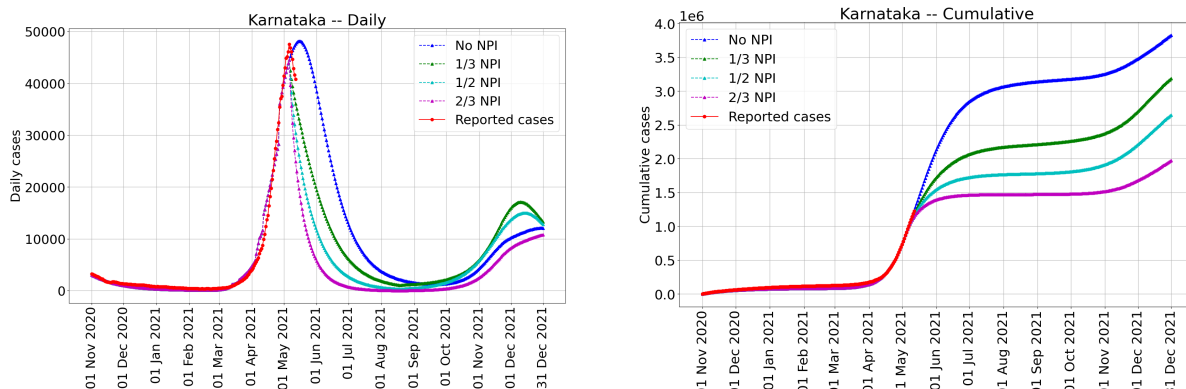 Karnataka -- Daily
Daily cases
50000
40000
30000
20000
10000
0
No NPI
1/3 NPI
1/2 NPI
2/3 NPI
Reported cases
01 Nov 2020
01 Dec 2020
01 Jan 2021
01 Feb 2021
01 Mar 2021
01 Apr 2021
01 May 2021
01 Jun 2021
01 Jul 2021
01 Aug 2021
01 Sep 2021
01 Oct 2021
01 Nov 2021
01 Dec 2021
31 Dec 2021
Karnataka -- Cumulative
1e6
Cumulative cases
4.0
3.5
3.0
2.5
2.0
1.5
1.0
0.5
0.0
No NPI
1/3 NPI
1/2 NPI
2/3 NPI
Reported cases
01 Nov 2020
01 Dec 2020
01 Jan 2021
01 Feb 2021
01 Mar 2021
01 Apr 2021
01 May 2021
01 Jun 2021
01 Jul 2021
01 Aug 2021
01 Sep 2021
01 Oct 2021
01 Nov 2021
01 Dec 2021
31 Dec 2021